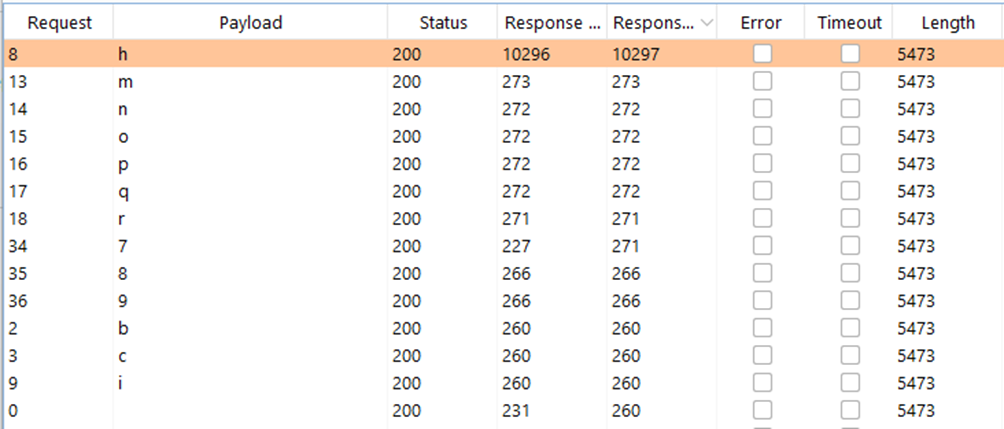 Request Payload Status Response ... Respons... Error Timeout Length
8 h 200 10296 10297 5473
13 m 200 273 273 5473
14 n 200 272 272 5473
15 o 200 272 272 5473
16 p 200 272 272 5473
17 q 200 272 272 5473
18 r 200 271 271 5473
34 7 200 227 271 5473
35 8 200 266 266 5473
36 9 200 266 266 5473
2 b 200 260 260 5473
3 c 200 260 260 5473
9 i 200 260 260 5473
0 200 231 260 5473